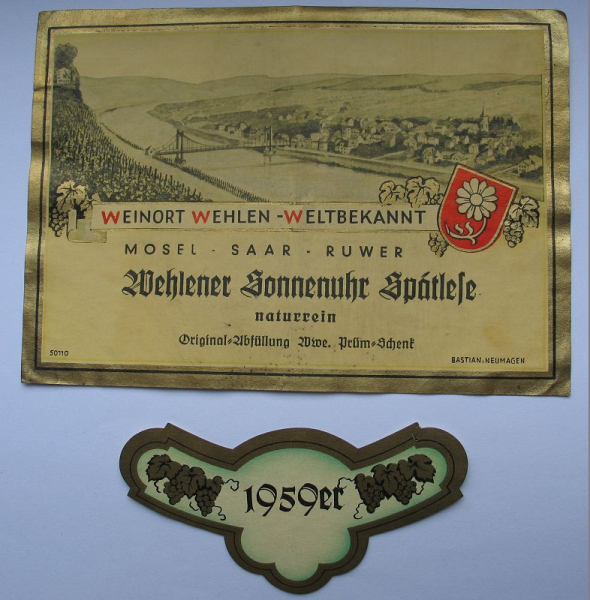 WEINORT WEHLEN-WELTBEKANNT
MOSEL - SAAR - RUWER
Wehlener Sonnenuhr Spätlese
naturrein
Original-Abfüllung Wwe. Prüm-Schenk
50110
BASTIAN-NEUMAGEN
1959er